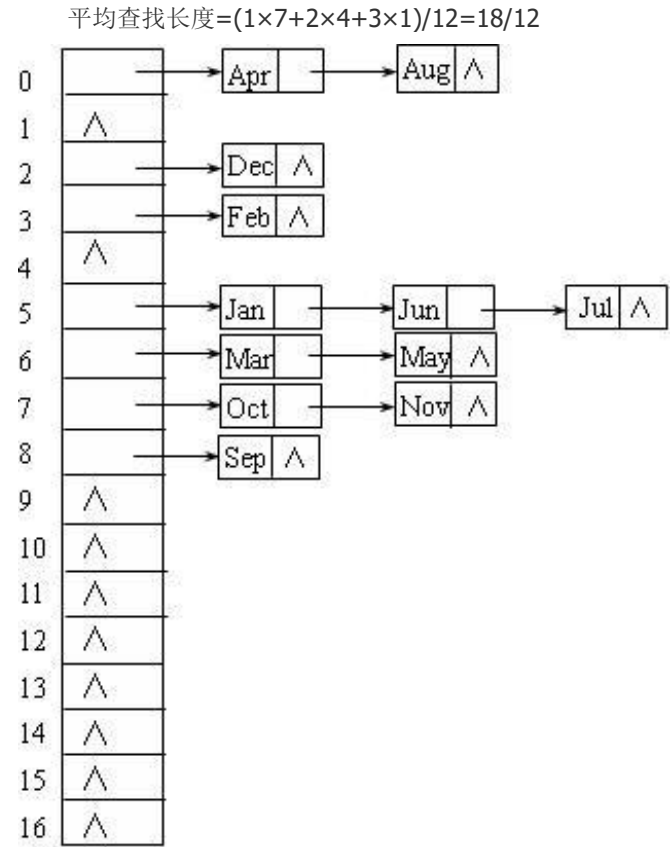 平均查找长度=(1×7+2×4+3×1)/12=18/12
0 Apr Aug ∧
1 ∧
2 Dec ∧
3 Feb ∧
4 ∧
5 Jan Jun Jul ∧
6 Mar May ∧
7 Oct Nov ∧
8 Sep ∧
9 ∧
10 ∧
11 ∧
12 ∧
13 ∧
14 ∧
15 ∧
16 ∧